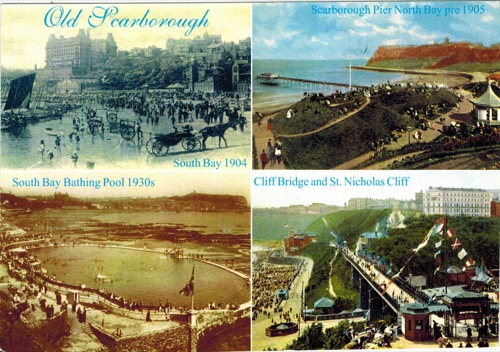 Old Scarborough
South Bay 1904
Scarborough Pier North Bay pre 1905
South Bay Bathing Pool 1930s
Cliff Bridge and St. Nicholas Cliff